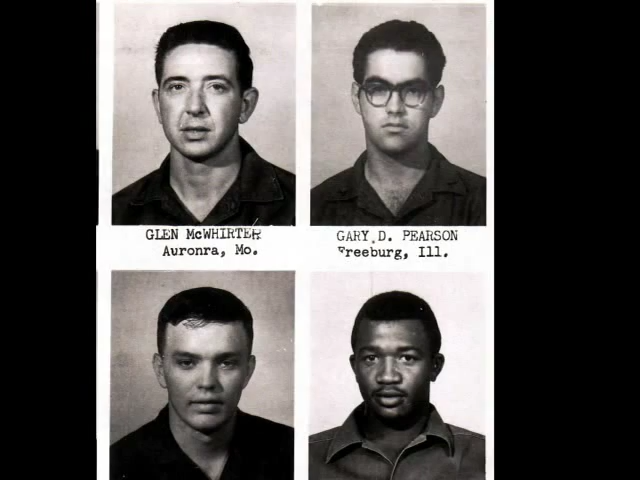 GLEN McWHIRTER
Auronra, Mo.
GARY D. PEARSON
Freeburg, Ill.